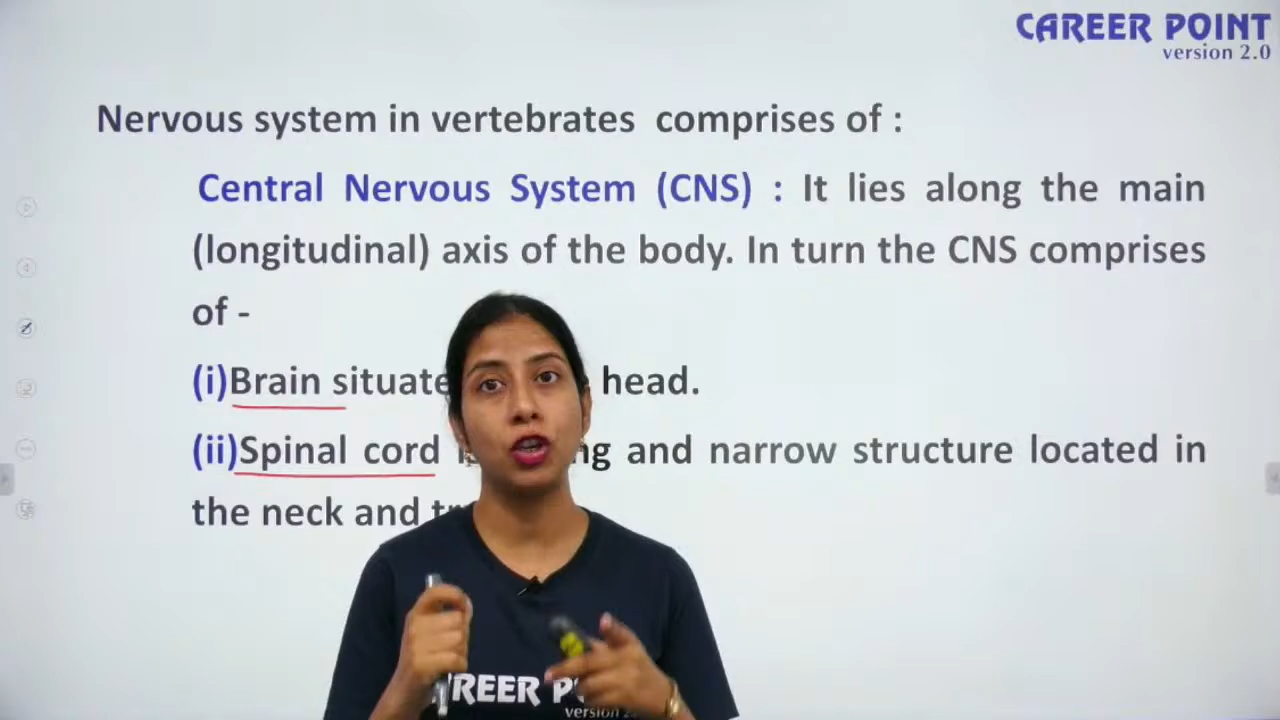 CAREER POINT
version 2.0
Nervous system in vertebrates comprises of :
Central Nervous System (CNS) : It lies along the main
(longitudinal) axis of the body. In turn the CNS comprises
of -
(i)Brain head.
(ii)Spinal cord and narrow structure located in
the neck and
version